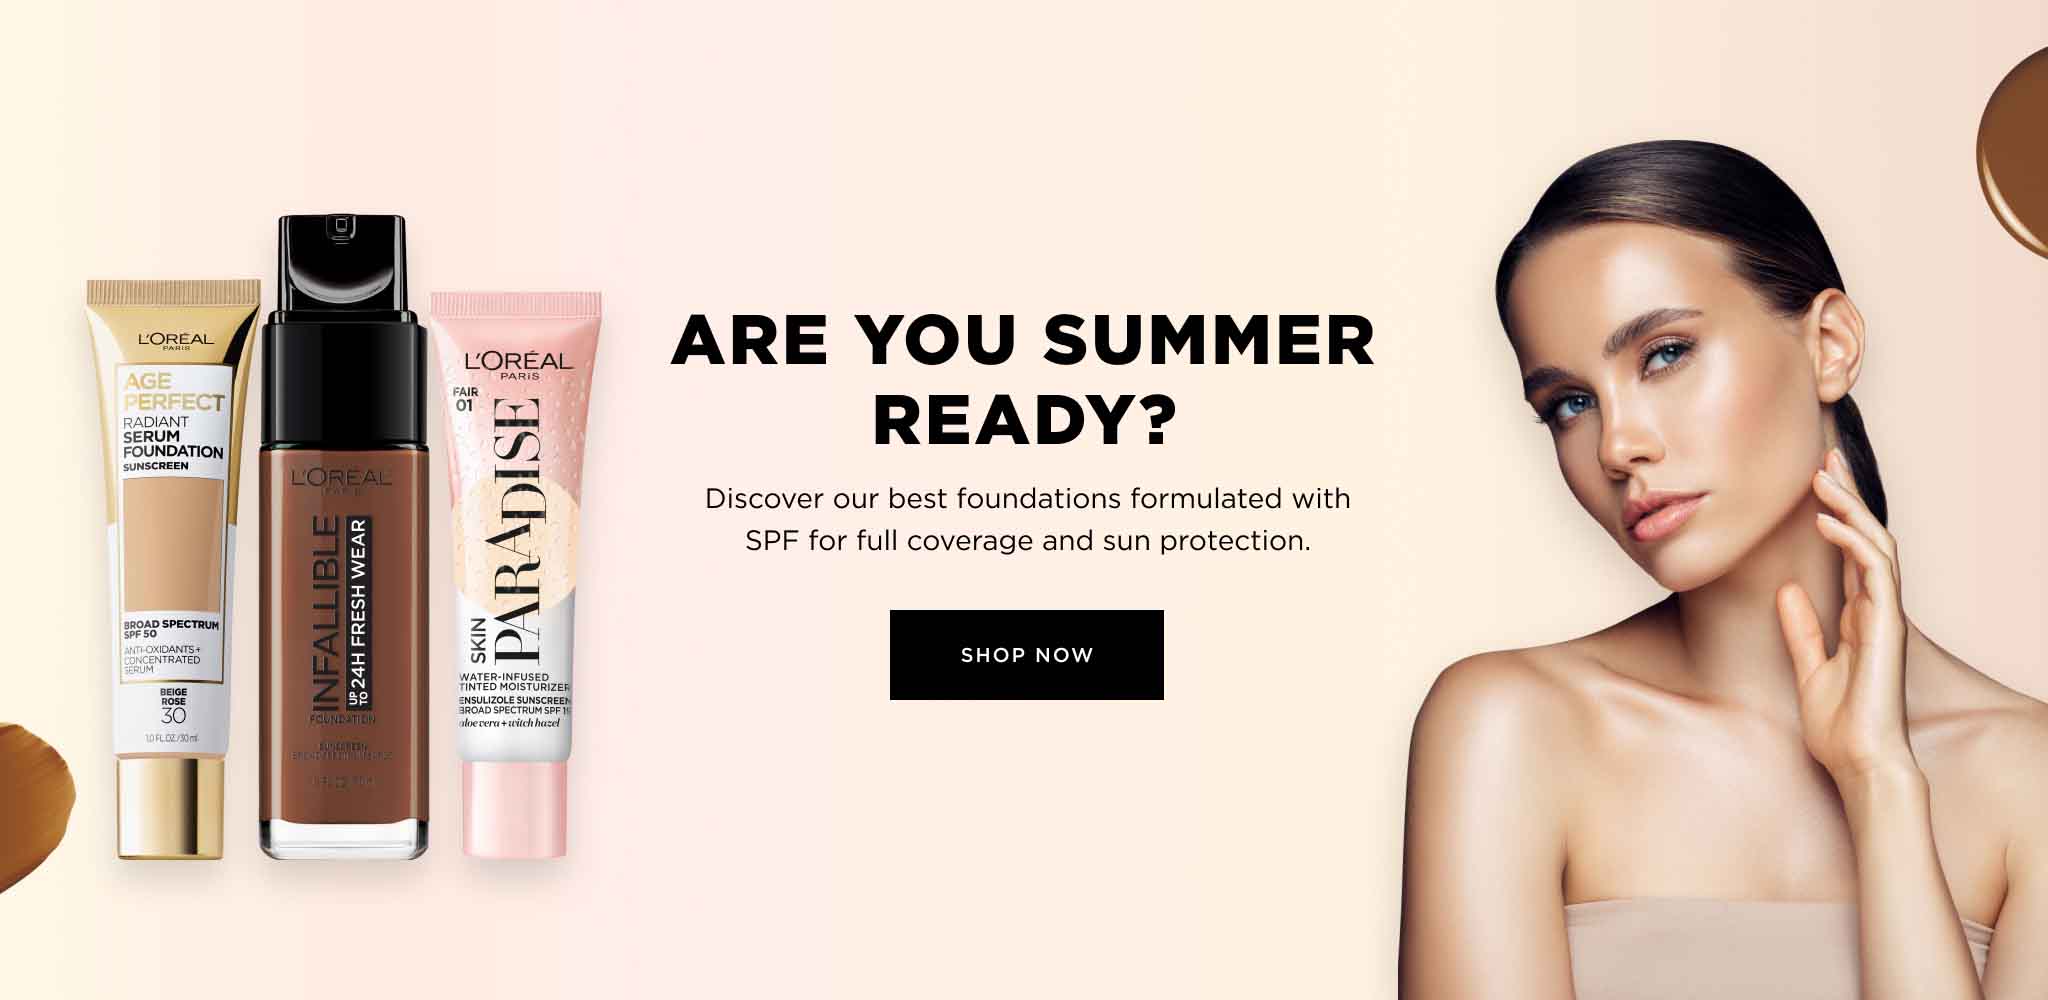 L'ORÉAL
PARIS
AGE
PERFECT
RADIANT
SERUM
FOUNDATION
SUNSCREEN
BROAD SPECTRUM
SPF 50
ANTI-OXIDANTS +
CONCENTRATED
SERUM
BEIGE
ROSE
30
1.0 FL.OZ./30 ml
L'ORÉAL
PARIS
INFALLIBLE
UP TO 24H FRESH WEAR
FOUNDATION
SUNSCREEN
L'ORÉAL
PARIS
FAIR
01
SKIN
PARADISE
WATER-INFUSED
TINTED MOISTURIZER
ENSULIZOLE SUNSCREEN
BROAD SPECTRUM SPF 19
aloe vera + witch hazel
ARE YOU SUMMER
READY?
Discover our best foundations formulated with
SPF for full coverage and sun protection.
SHOP NOW